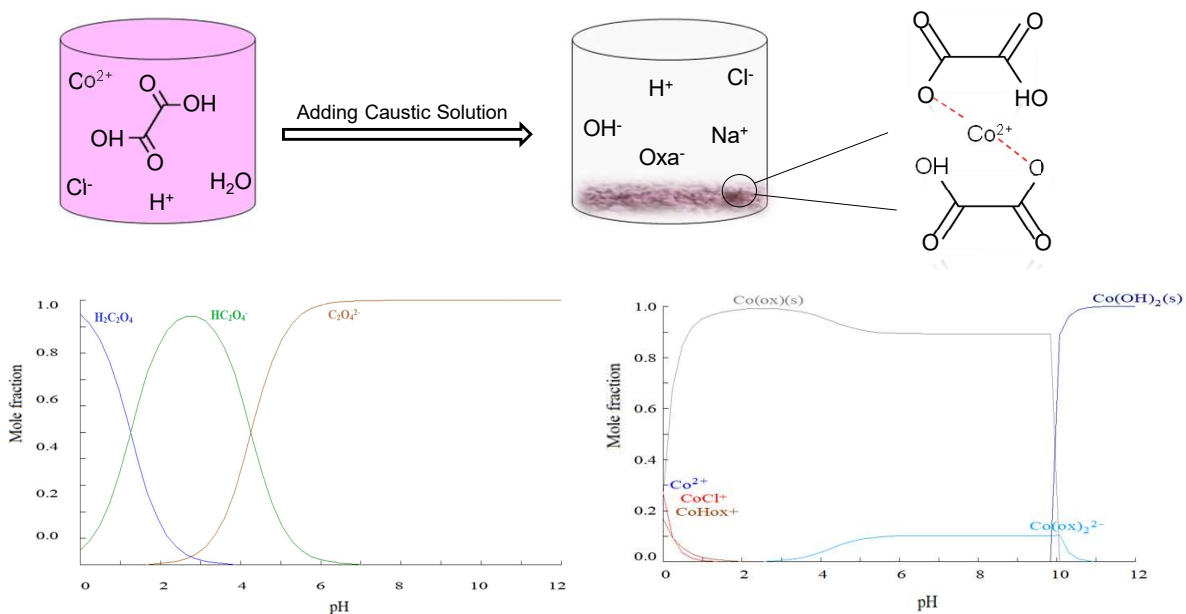 Co²⁺
O
OH
OH
O
Cl⁻
H⁺
H₂O
Adding Caustic Solution
H⁺
Cl⁻
OH⁻
Na⁺
Oxa⁻
O
O
O
HO
Co²⁺
OH
O
O
O
1.0
H₂C₂O₄
HC₂O₄⁻
C₂O₄²⁻
0.8
0.6
0.4
0.2
0.0
Mole fraction
0
2
4
6
8
10
12
pH
Co(ox)(s)
Co(OH)₂(s)
1.0
0.8
0.6
0.4
0.2
0.0
Mole fraction
Co²⁺
CoCl⁺
CoHox⁺
Co(ox)₂²⁻
0
2
4
6
8
10
12
pH